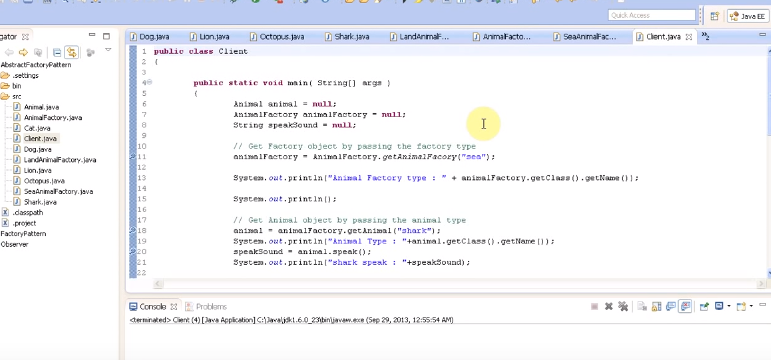 Quick Access
Java EE
gator
Dog.java
Lion.java
Octopus.java
Shark.java
LandAnimalF...
AnimalFacto...
SeaAnimalFac...
Client.java
»2
AbstractFactoryPattern
.settings
bin
src
Animal.java
AnimalFactory.java
Cat.java
Client.java
Dog.java
LandAnimalFactory.java
Lion.java
Octopus.java
SeaAnimalFactory.java
Shark.java
.classpath
.project
FactoryPattern
Observer
1 public class Client
2 {
3
4 public static void main( String[] args )
5 {
6 Animal animal = null;
7 AnimalFactory animalFactory = null;
8 String speakSound = null;
9
10 // Get Factory object by passing the factory type
11 animalFactory = AnimalFactory.getAnimalFacory("sea");
12
13 System.out.println("Animal Factory type : " + animalFactory.getClass().getName());
14
15 System.out.println();
16
17 // Get Animal object by passing the animal type
18 animal = animalFactory.getAnimal("shark");
19 System.out.println("Animal Type : "+animal.getClass().getName());
20 speakSound = animal.speak();
21 System.out.println("shark speak : "+speakSound);
22
Console
Problems
<terminated> Client (4) [Java Application] C:\Java\jdk1.6.0_23\bin\javaw.exe (Sep 29, 2013, 12:55:54 AM)